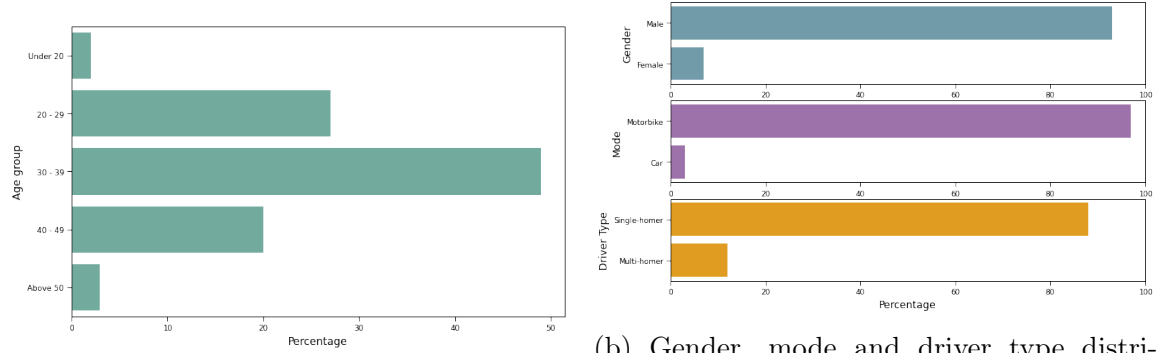 Under 20
20 - 29
30 - 39
40 - 49
Above 50
Age group
0 10 20 30 40 50
Percentage
Male
Female
Gender
0 20 40 60 80 100
Motorbike
Car
Mode
0 20 40 60 80 100
Single-homer
Multi-homer
Driver Type
0 20 40 60 80 100
Percentage
(b) Gender, mode and driver type distri-